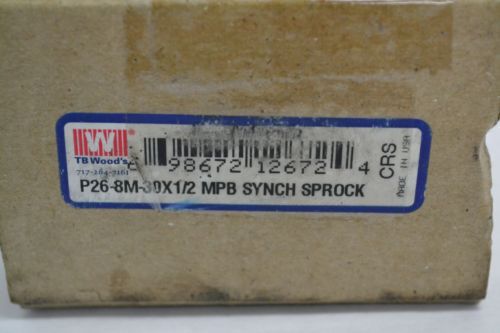 TB Wood's
717-264-7161
6 98672 12672 4
CRS
MADE IN USA
P26-8M-30X1/2 MPB SYNCH SPROCK